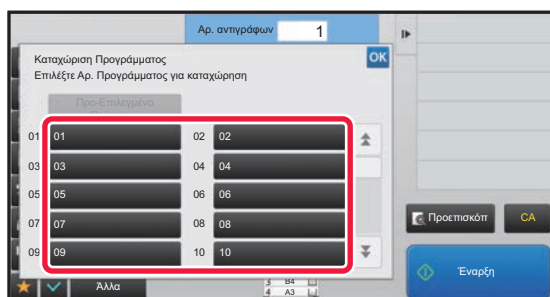 Αρ. αντιγράφων 1
Καταχώριση Προγράμματος OK
Επιλέξτε Αρ. Προγράμματος για καταχώρηση
Προ-Επιλεγμένο
01 01 02 02
03 03 04 04
05 05 06 06
07 07 08 08
09 09 10 10
Προεπισκόπ CA
Έναρξη
Άλλα
3 B4
4 A3